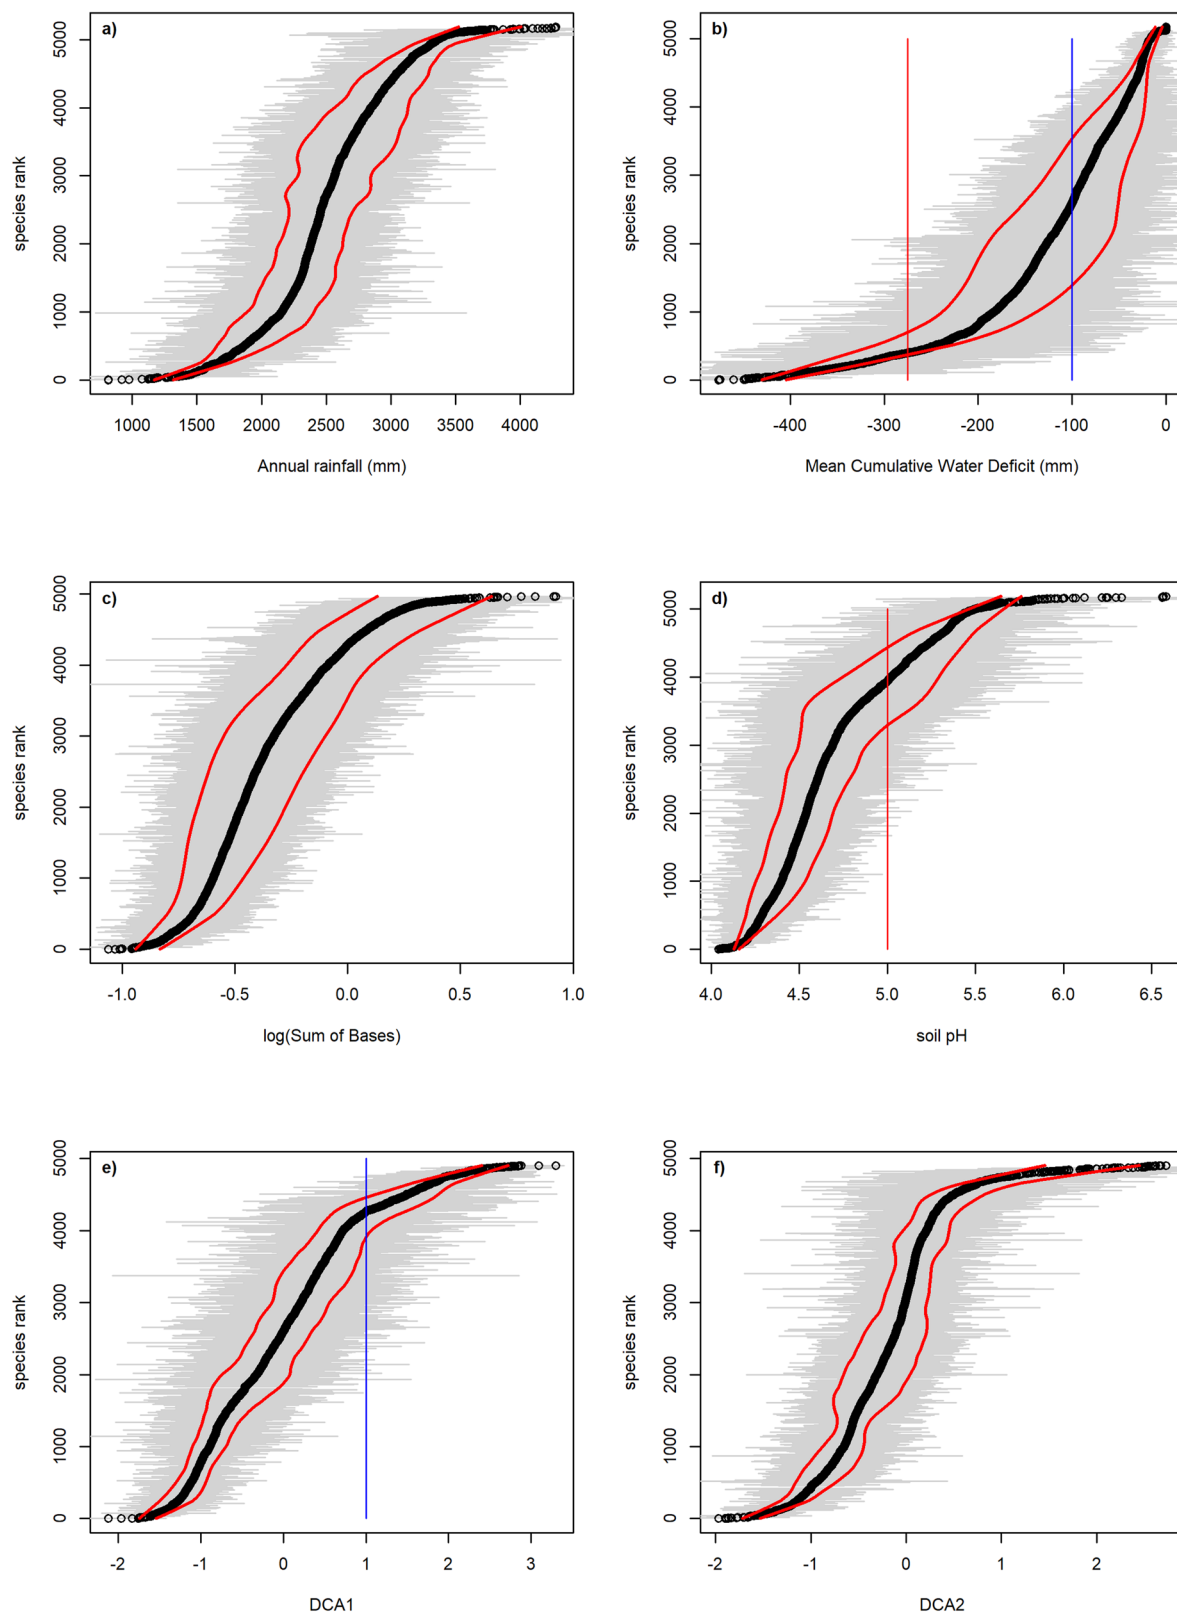 a)
species rank
0 1000 2000 3000 4000 5000
1000 1500 2000 2500 3000 3500 4000
Annual rainfall (mm)
b)
species rank
0 1000 2000 3000 4000 5000
-400 -300 -200 -100 0
Mean Cumulative Water Deficit (mm)
c)
species rank
0 1000 2000 3000 4000 5000
-1.0 -0.5 0.0 0.5 1.0
log(Sum of Bases)
d)
species rank
0 1000 2000 3000 4000 5000
4.0 4.5 5.0 5.5 6.0 6.5
soil pH
e)
species rank
0 1000 2000 3000 4000 5000
-2 -1 0 1 2 3
DCA1
f)
species rank
0 1000 2000 3000 4000 5000
-2 -1 0 1 2
DCA2